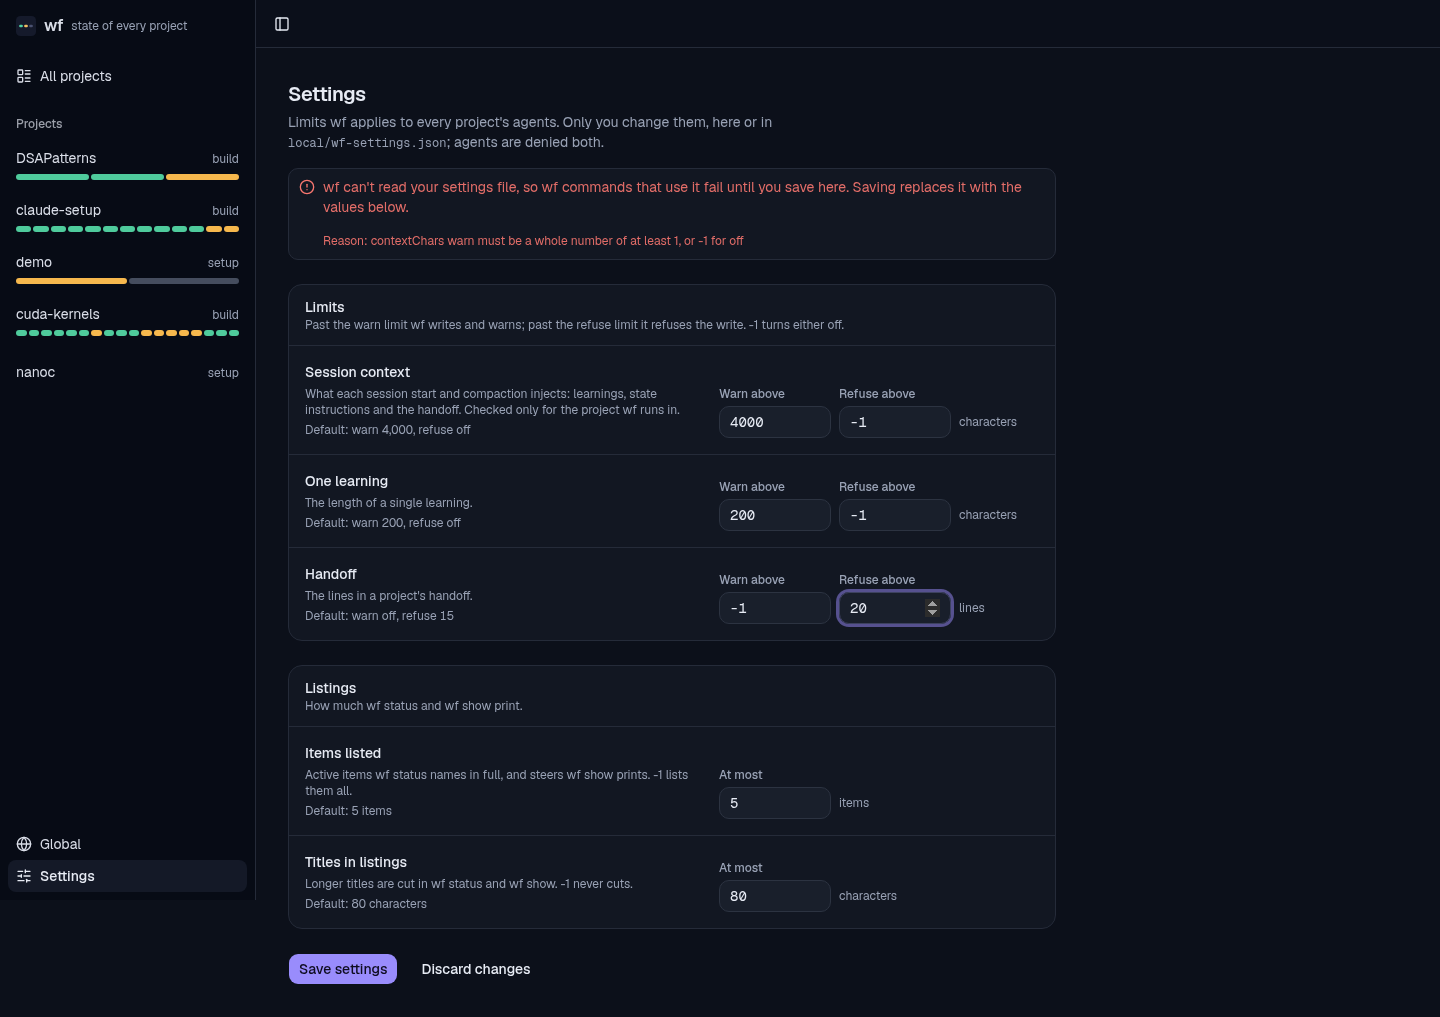 wf state of every project
All projects
Projects
DSAPatterns build
claude-setup build
demo setup
cuda-kernels build
nanoc setup
Global
Settings
Settings
Limits wf applies to every project's agents. Only you change them, here or in
local/wf-settings.json; agents are denied both.
wf can't read your settings file, so wf commands that use it fail until you save here. Saving replaces it with the
values below.
Reason: contextChars warn must be a whole number of at least 1, or -1 for off
Limits
Past the warn limit wf writes and warns; past the refuse limit it refuses the write. -1 turns either off.
Session context
What each session start and compaction injects: learnings, state
instructions and the handoff. Checked only for the project wf runs in.
Default: warn 4,000, refuse off
Warn above Refuse above
4000 -1 characters
One learning
The length of a single learning.
Default: warn 200, refuse off
Warn above Refuse above
200 -1 characters
Handoff
The lines in a project's handoff.
Default: warn off, refuse 15
Warn above Refuse above
-1 20 lines
Listings
How much wf status and wf show print.
Items listed
Active items wf status names in full, and steers wf show prints. -1 lists
them all.
Default: 5 items
At most
5 items
Titles in listings
Longer titles are cut in wf status and wf show. -1 never cuts.
Default: 80 characters
At most
80 characters
Save settings Discard changes